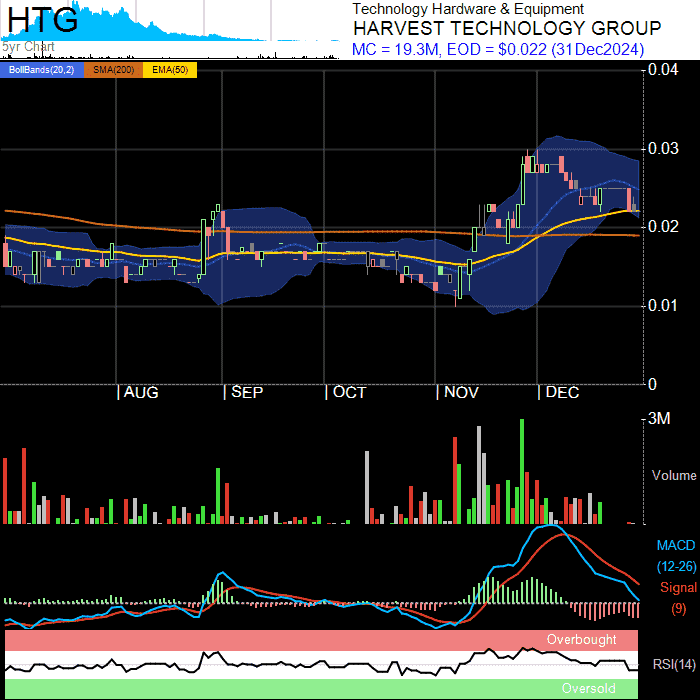 HTG
5yr Chart
Technology Hardware & Equipment
HARVEST TECHNOLOGY GROUP
MC = 19.3M, EOD = $0.022 (31Dec2024)
BollBands(20,2) SMA(200) EMA(50)
0.04
0.03
0.02
0.01
0
AUG SEP OCT NOV DEC
3M
Volume
MACD
(12-26)
Signal
(9)
Overbought
RSI(14)
Oversold